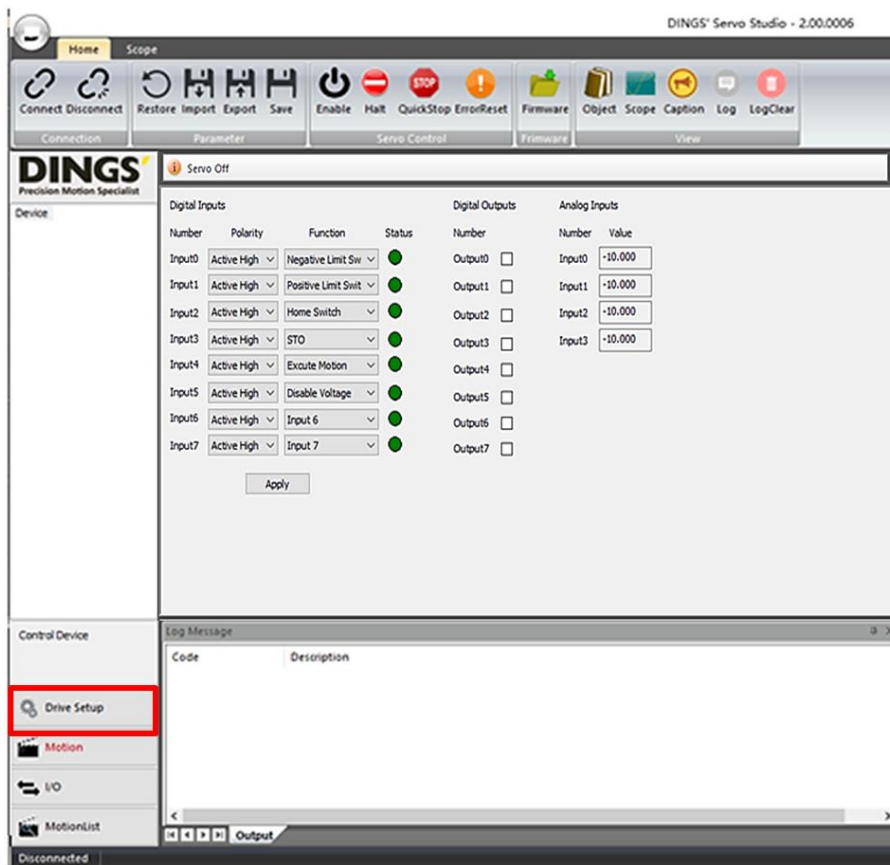 DINGS' Servo Studio - 2.00.0006
Home Scope
Connect Disconnect Restore Import Export Save Enable Halt QuickStop ErrorReset Firmware Object Scope Caption Log LogClear
Connection Parameter Servo Control Frimware View
STOP
DINGS'
Precision Motion Specialist
Servo Off
Device
Digital Inputs Digital Outputs Analog Inputs
Number Polarity Function Status Number Number Value
Input0 Active High Negative Limit Sw Output0 Input0 -10.000
Input1 Active High Positive Limit Swit Output1 Input1 -10.000
Input2 Active High Home Switch Output2 Input2 -10.000
Input3 Active High STO Output3 Input3 -10.000
Input4 Active High Excute Motion Output4
Input5 Active High Disable Voltage Output5
Input6 Active High Input 6 Output6
Input7 Active High Input 7 Output7
Apply
Control Device
Log Message
Code Description
Drive Setup
Motion
I/O
MotionList
Output
Disconnected